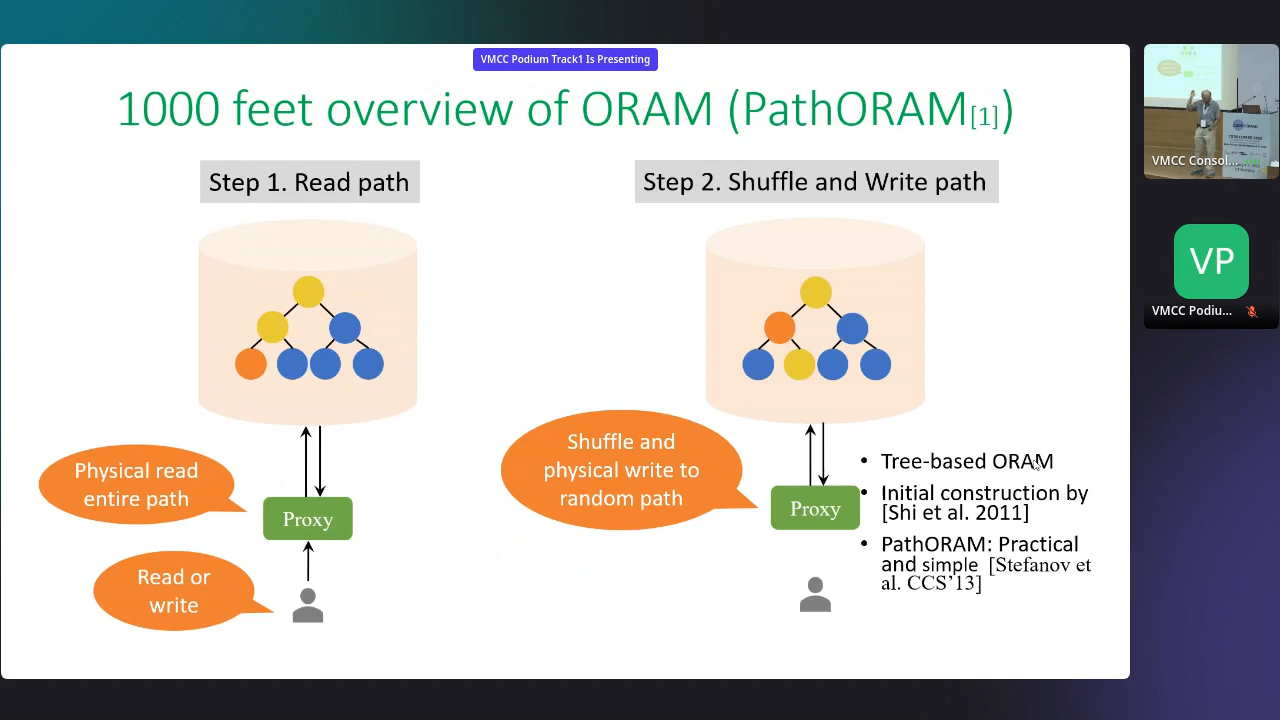 VMCC Podium Track1 Is Presenting
1000 feet overview of ORAM (PathORAM[1])
Step 1. Read path
Step 2. Shuffle and Write path
Physical read
entire path
Proxy
Read or
write
Shuffle and
physical write to
random path
Proxy
• Tree-based ORAM
• Initial construction by
[Shi et al. 2011]
• PathORAM: Practical
and simple [Stefanov et
al. CCS’13]
VMCC Consol...
VP
VMCC Podiu...